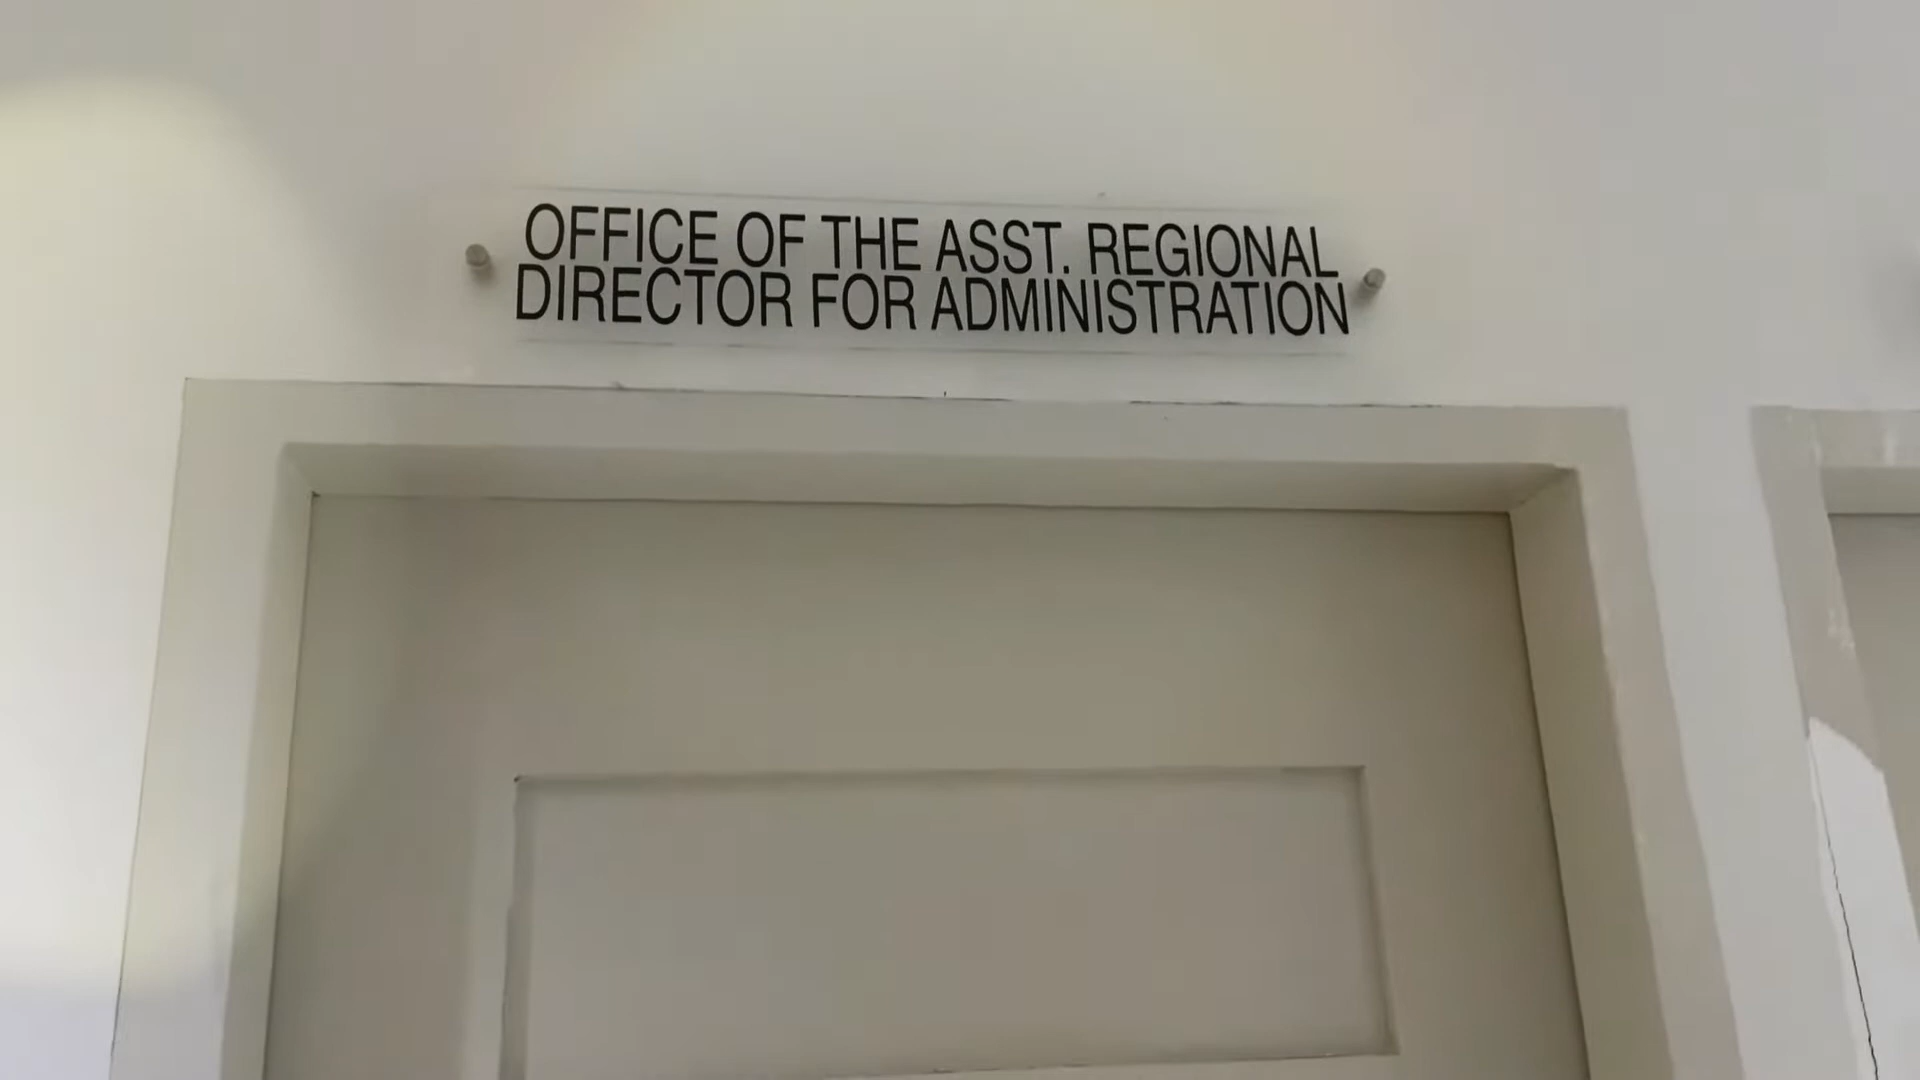 OFFICE OF THE ASST. REGIONAL
DIRECTOR FOR ADMINISTRATION